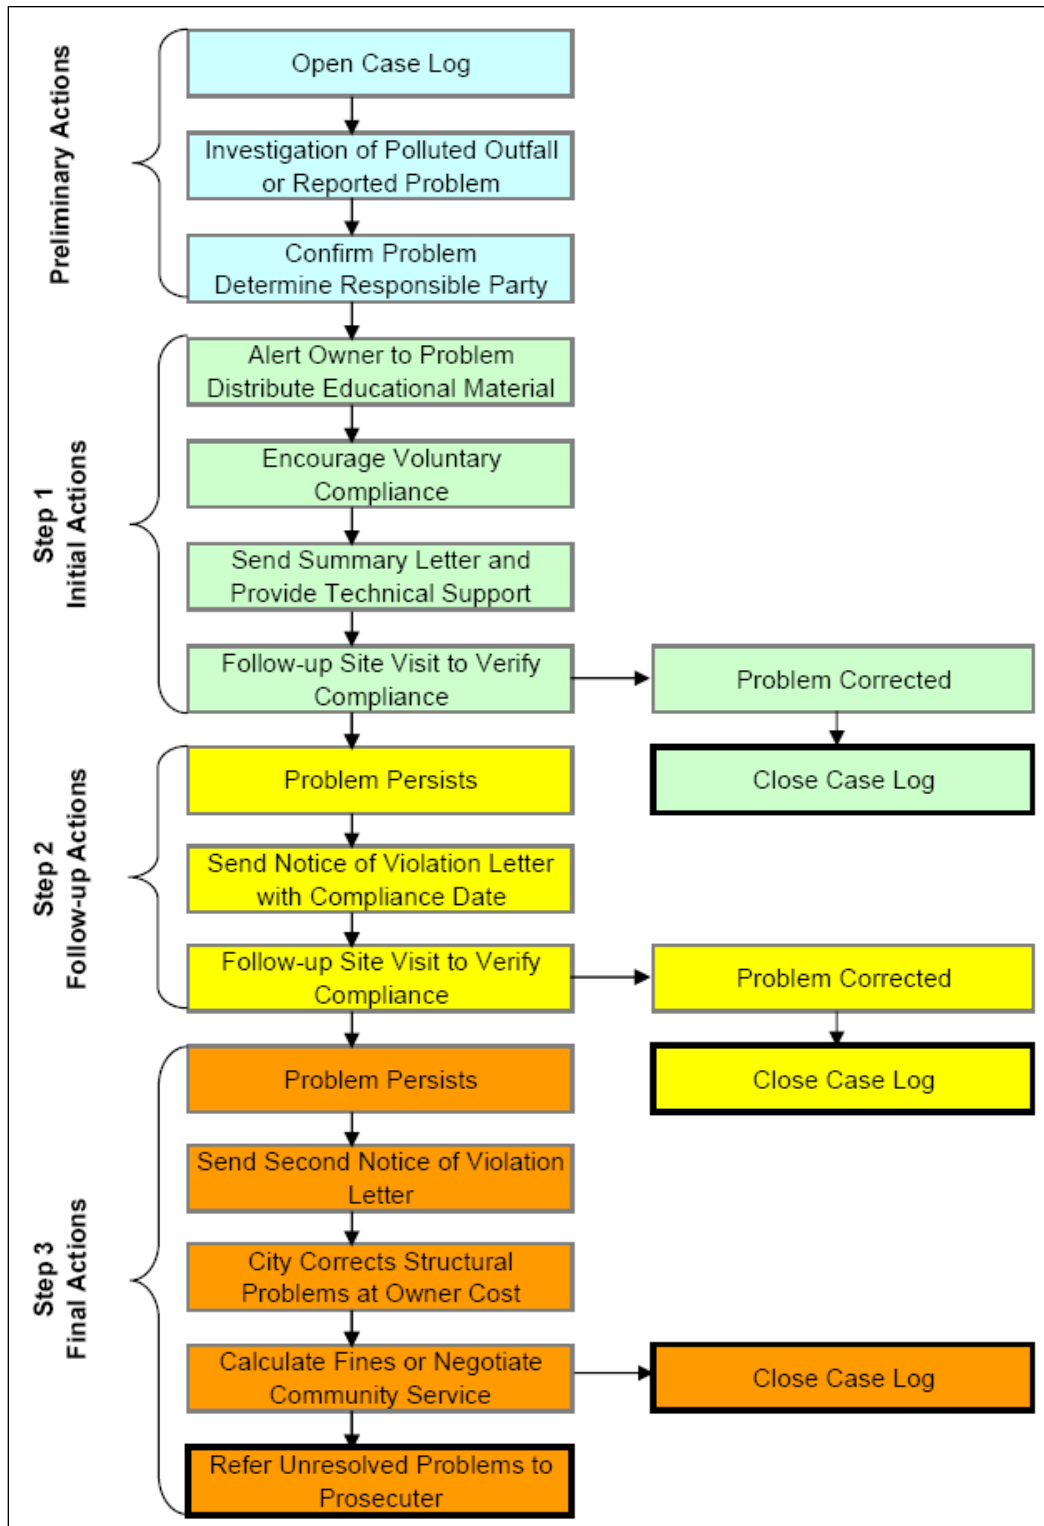 Preliminary Actions
Open Case Log
Investigation of Polluted Outfall
or Reported Problem
Confirm Problem
Determine Responsible Party
Step 1
Initial Actions
Alert Owner to Problem
Distribute Educational Material
Encourage Voluntary
Compliance
Send Summary Letter and
Provide Technical Support
Follow-up Site Visit to Verify
Compliance
Problem Corrected
Close Case Log
Step 2
Follow-up Actions
Problem Persists
Send Notice of Violation Letter
with Compliance Date
Follow-up Site Visit to Verify
Compliance
Problem Corrected
Close Case Log
Step 3
Final Actions
Problem Persists
Send Second Notice of Violation
Letter
City Corrects Structural
Problems at Owner Cost
Calculate Fines or Negotiate
Community Service
Close Case Log
Refer Unresolved Problems to
Prosecuter